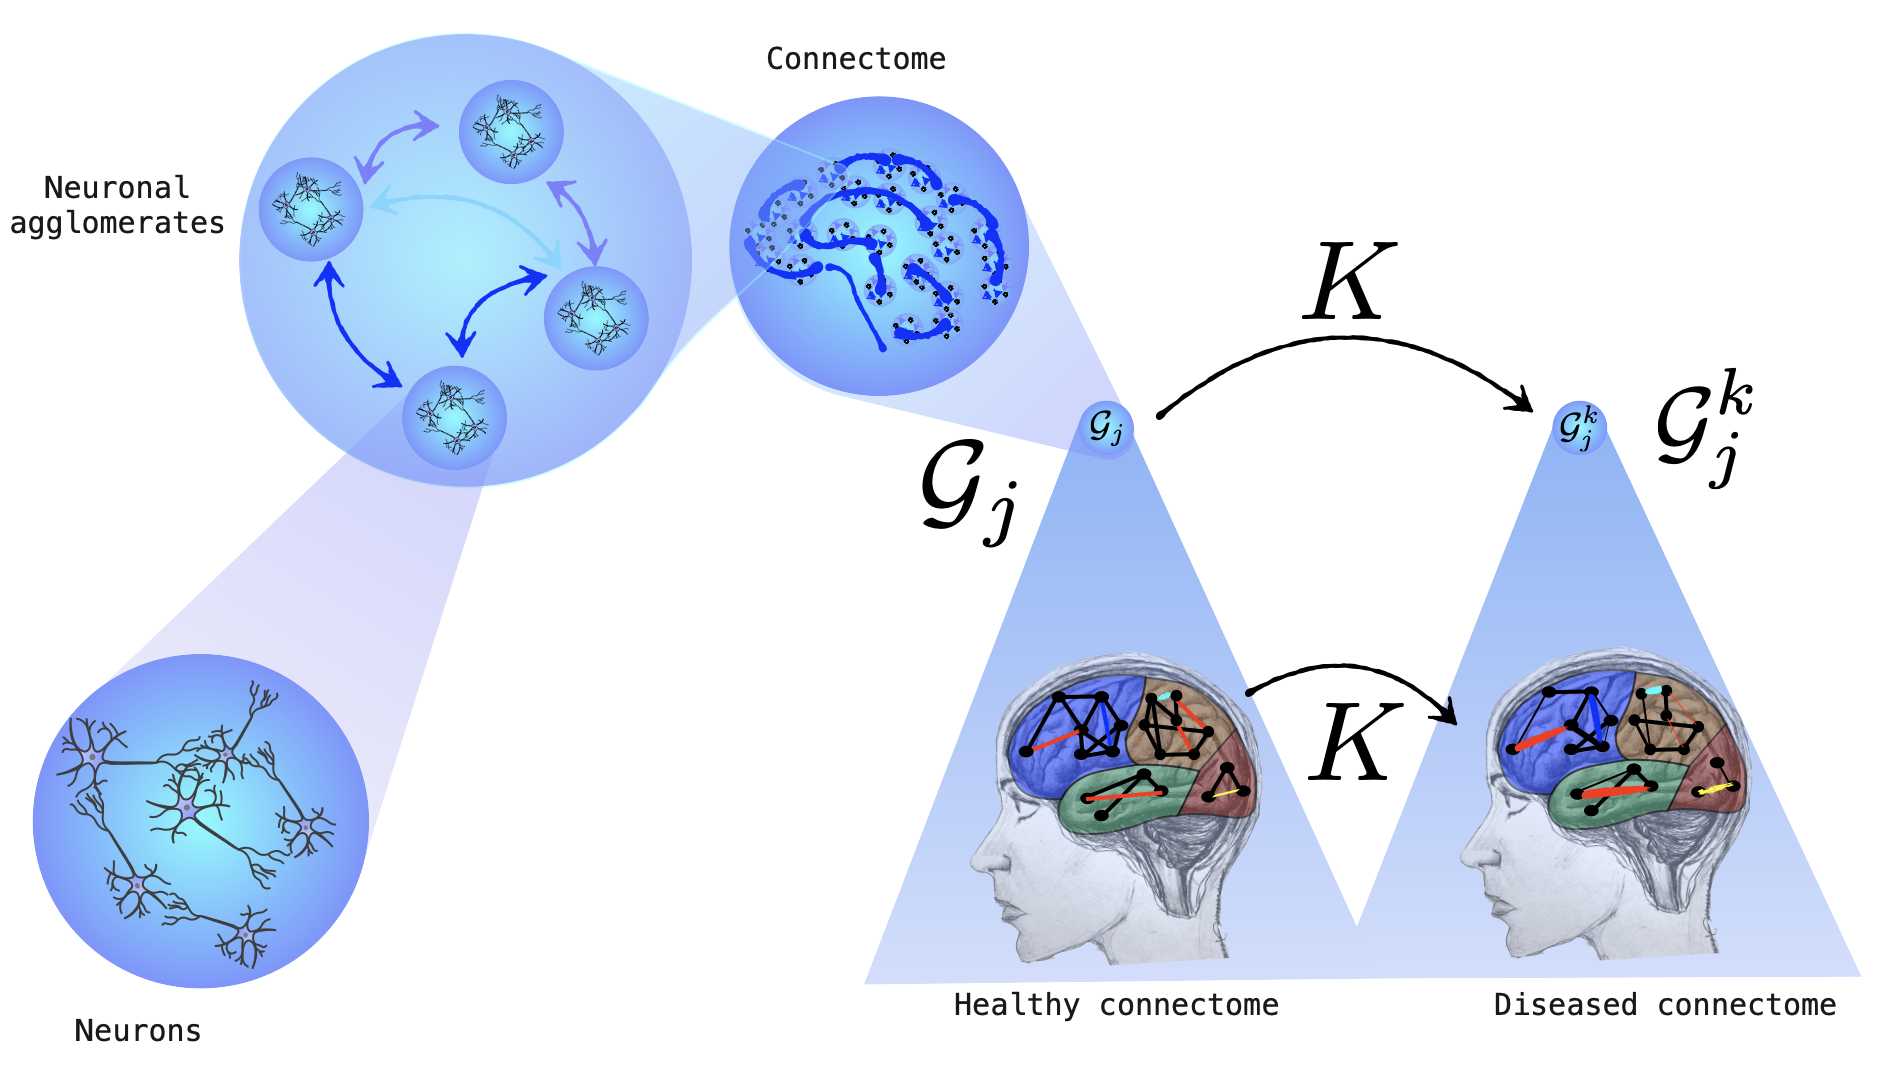 Connectome
Neuronal
agglomerates
K
𝒢ⱼ
𝒢ⱼᵏ
𝒢ⱼᵏ
𝒢ⱼ
K
Healthy connectome
Diseased connectome
Neurons